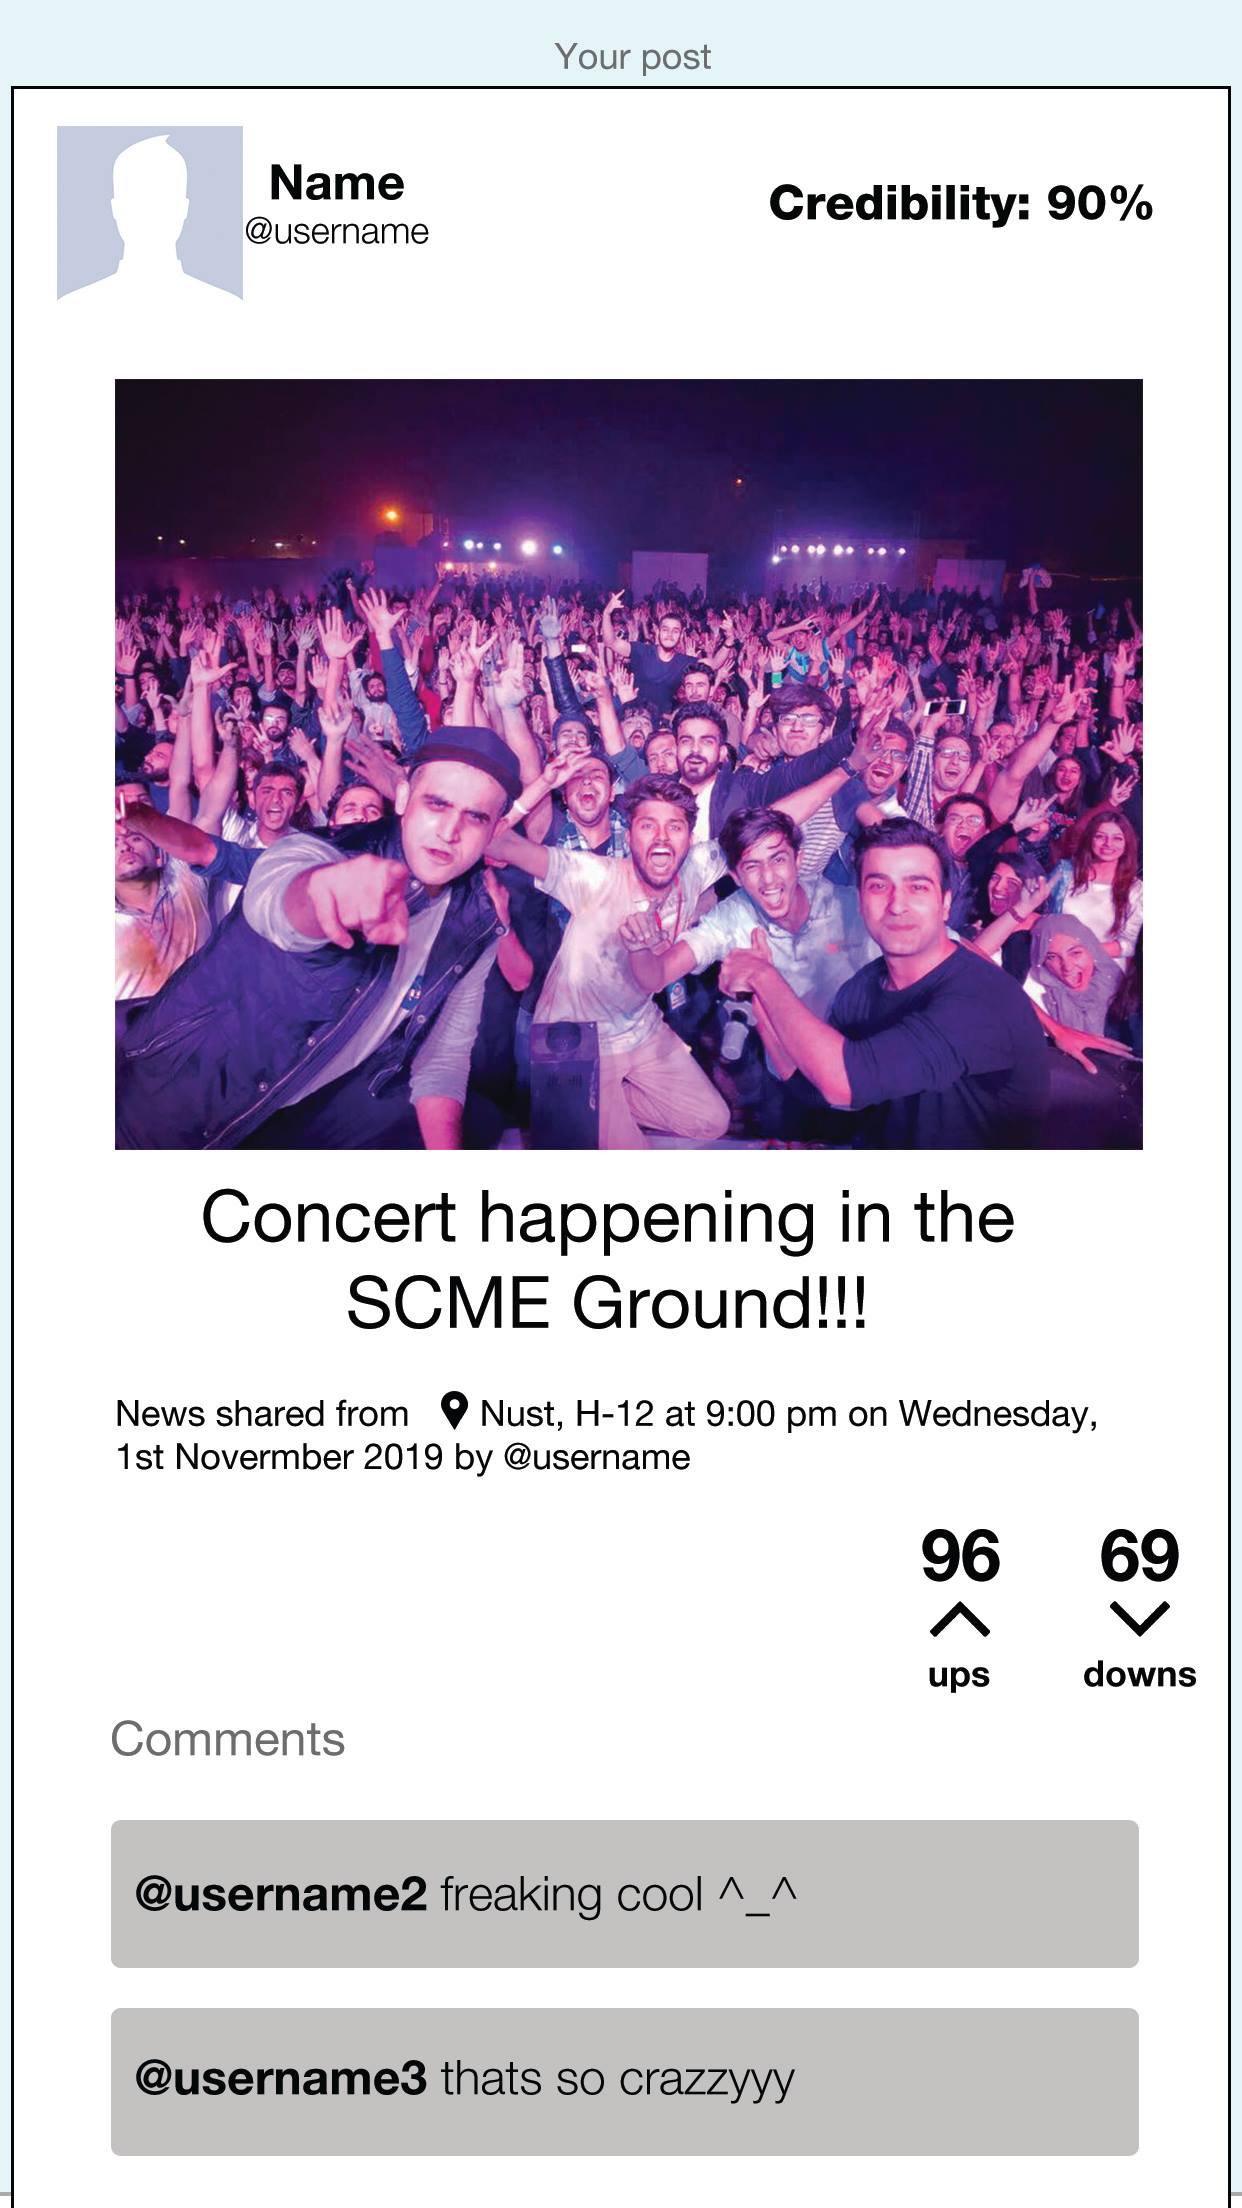 Your post
Name
@username
Credibility: 90%
Concert happening in the
SCME Ground!!!
News shared from Nust, H-12 at 9:00 pm on Wednesday,
1st Novermber 2019 by @username
96 69
ups downs
Comments
@username2 freaking cool ^_^
@username3 thats so crazzyyy